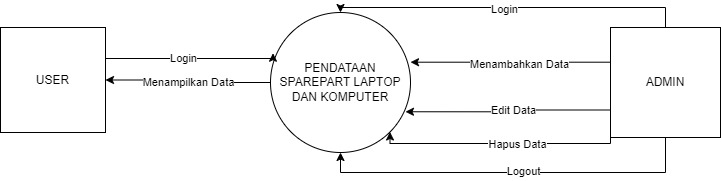 Login
USER
Login
Menampilkan Data
PENDATAAN
SPAREPART LAPTOP
DAN KOMPUTER
Menambahkan Data
Edit Data
Hapus Data
Logout
ADMIN